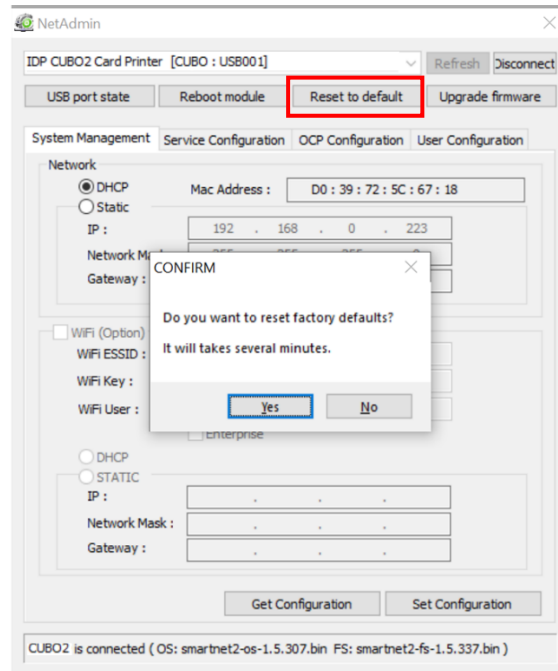 NetAdmin
IDP CUBO2 Card Printer [CUBO : USB001]
Refresh
Disconnect
USB port state
Reboot module
Reset to default
Upgrade firmware
System Management
Service Configuration
OCP Configuration
User Configuration
Network
DHCP
Mac Address :
D0 : 39 : 72 : 5C : 67 : 18
Static
IP :
192 . 168 . 0 . 223
Network
Gateway :
CONFIRM
Do you want to reset factory defaults?
It will takes several minutes.
Yes
No
WiFi (Option)
WiFi ESSID :
WiFi Key :
WiFi User :
Enterprise
DHCP
STATIC
IP :
Network Mask :
Gateway :
Get Configuration
Set Configuration
CUBO2 is connected ( OS: smartnet2-os-1.5.307.bin FS: smartnet2-fs-1.5.337.bin )